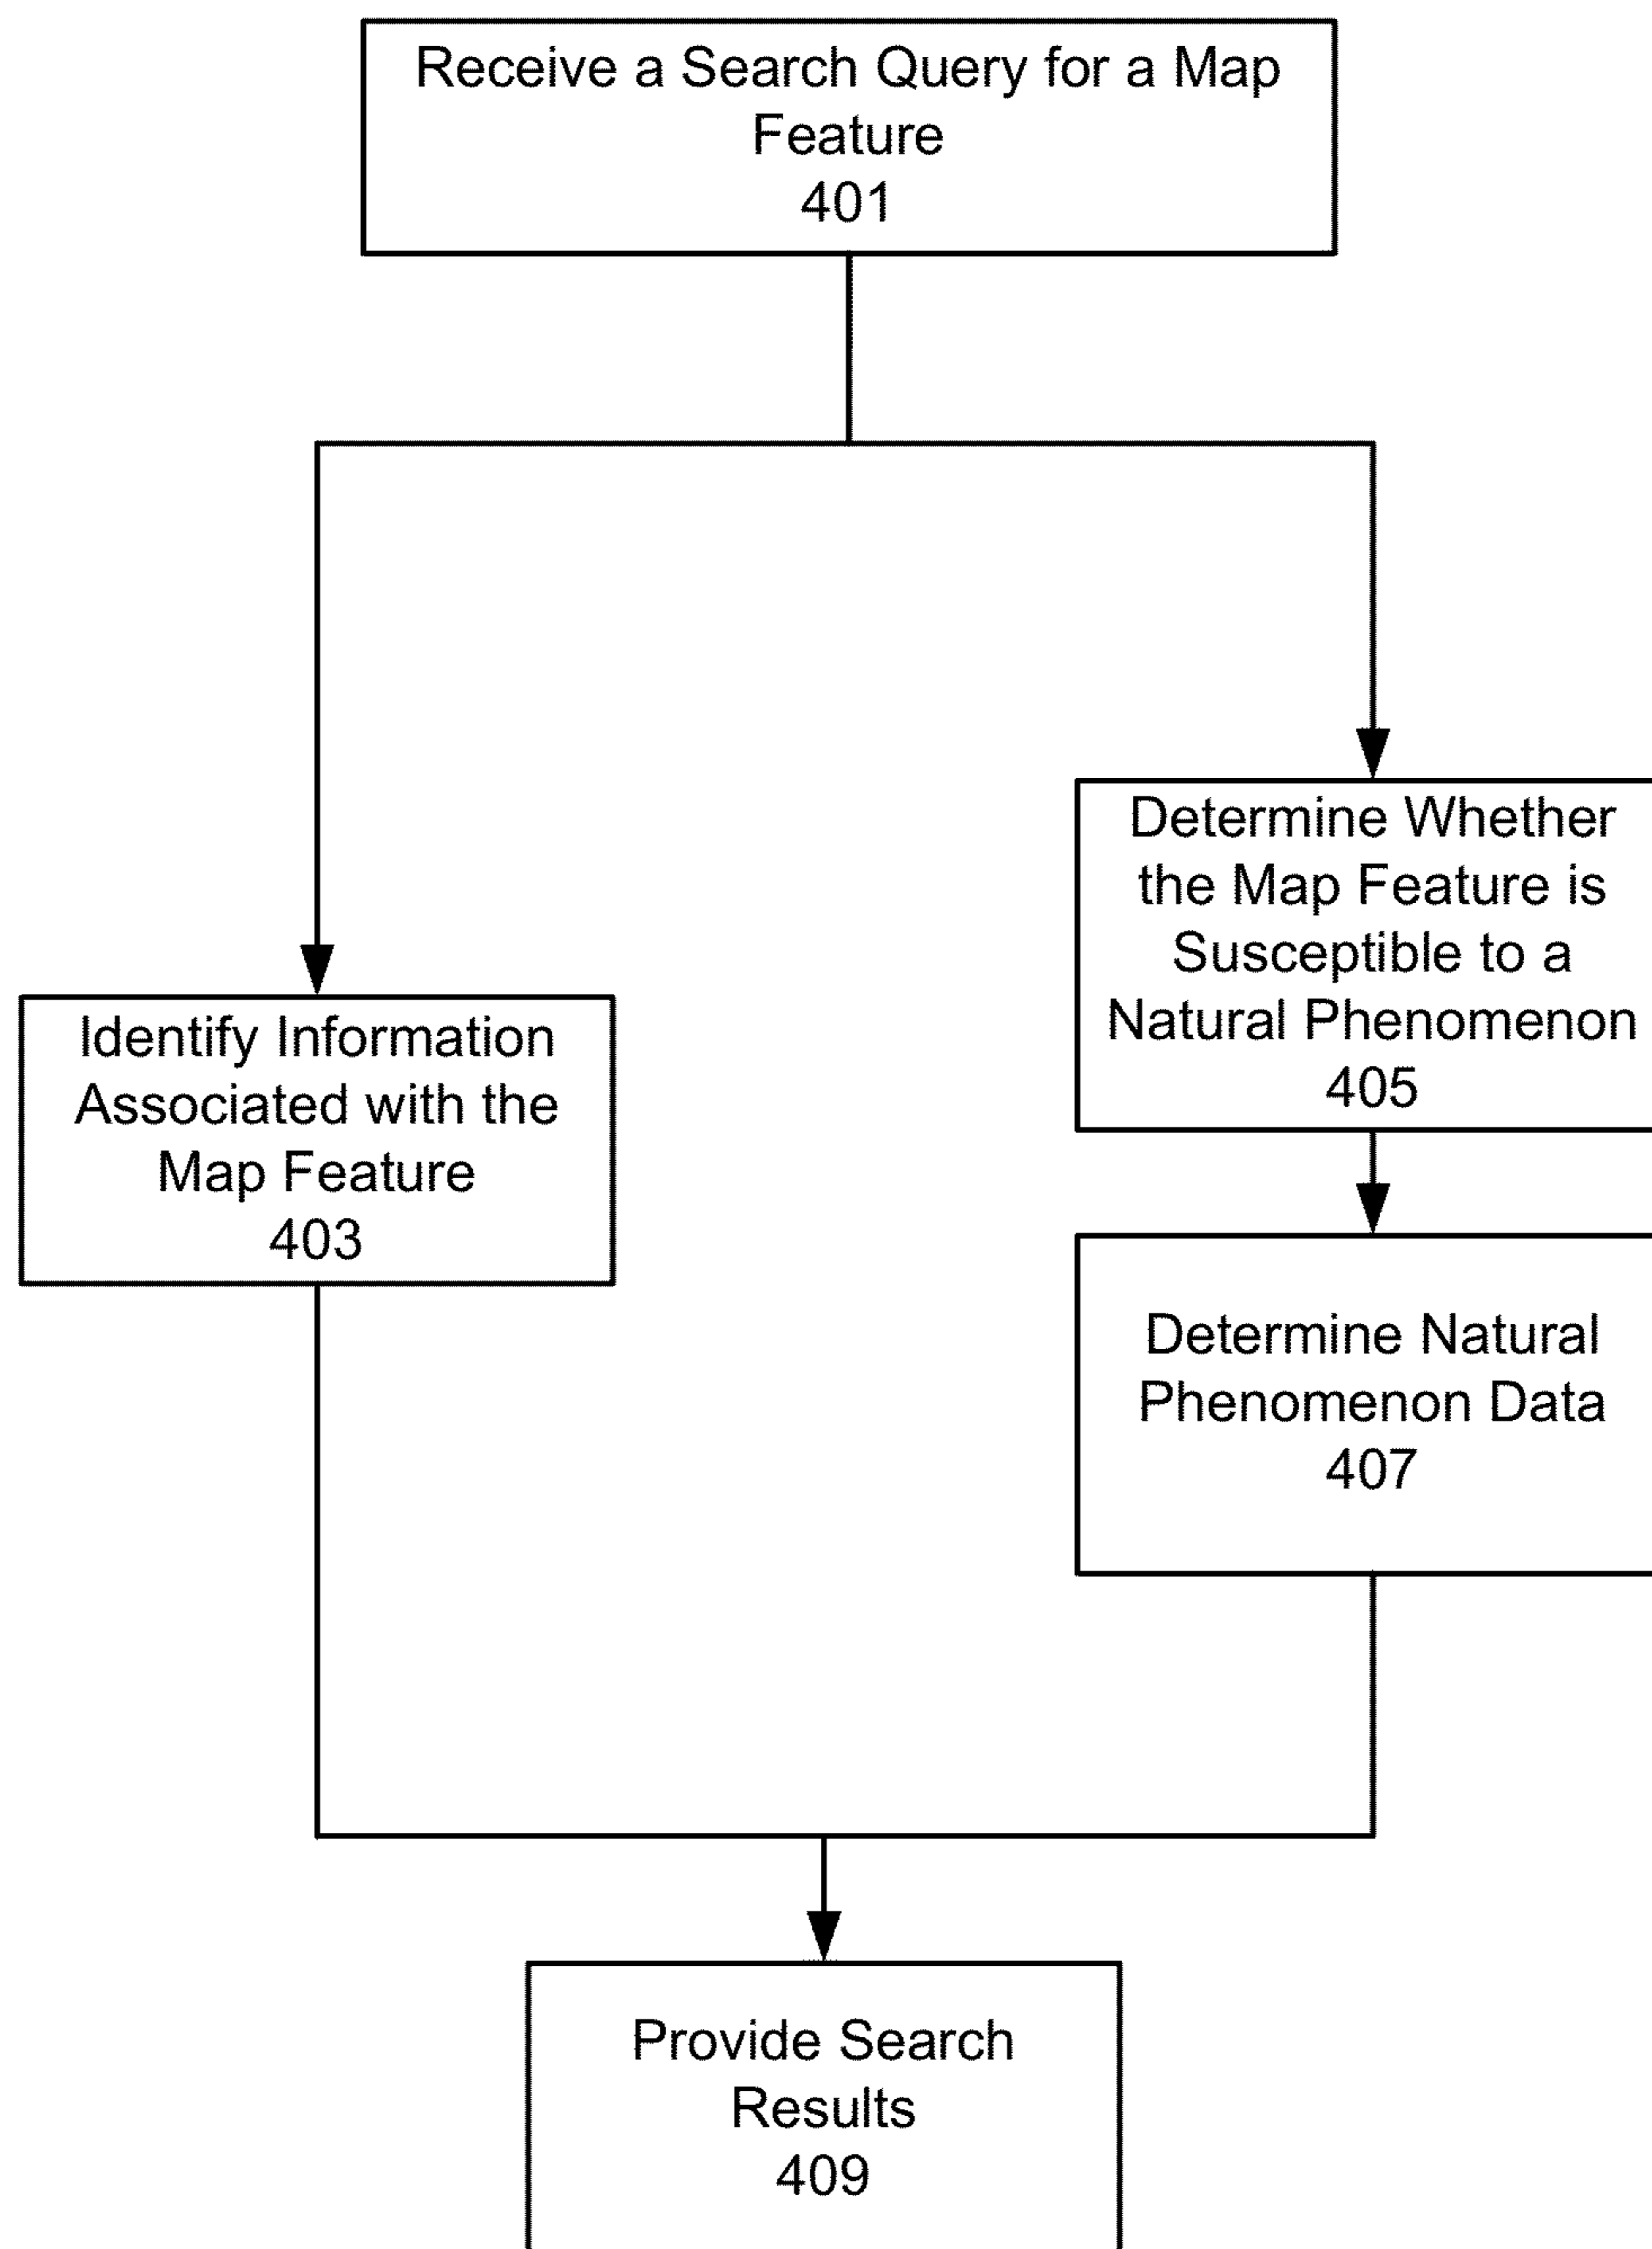 Receive a Search Query for a Map
Feature
401
Identify Information
Associated with the
Map Feature
403
Determine Whether
the Map Feature is
Susceptible to a
Natural Phenomenon
405
Determine Natural
Phenomenon Data
407
Provide Search
Results
409